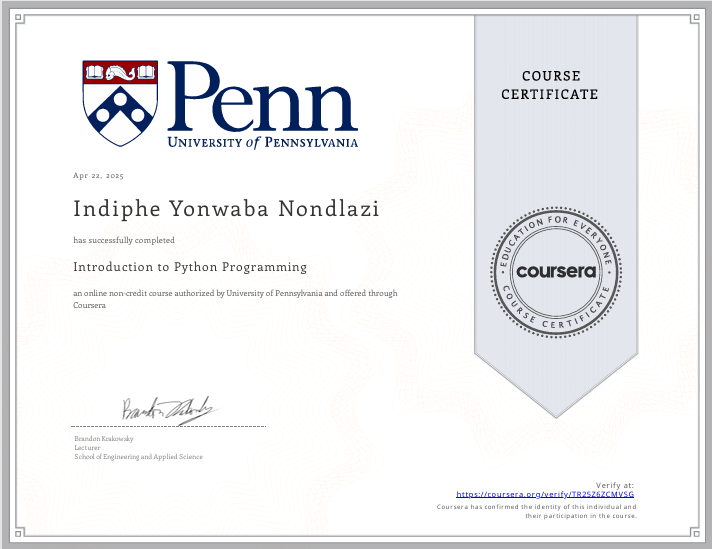 Penn
UNIVERSITY of PENNSYLVANIA
COURSE
CERTIFICATE
Apr 22, 2025
Indiphe Yonwaba Nondlazi
has successfully completed
Introduction to Python Programming
an online non-credit course authorized by University of Pennsylvania and offered through
Coursera
EDUCATION FOR EVERYONE
coursera
COURSE CERTIFICATE
Brandon Krakowsky
Lecturer
School of Engineering and Applied Science
Verify at:
https://coursera.org/verify/TR25Z6ZCMVSG
Coursera has confirmed the identity of this individual and
their participation in the course.